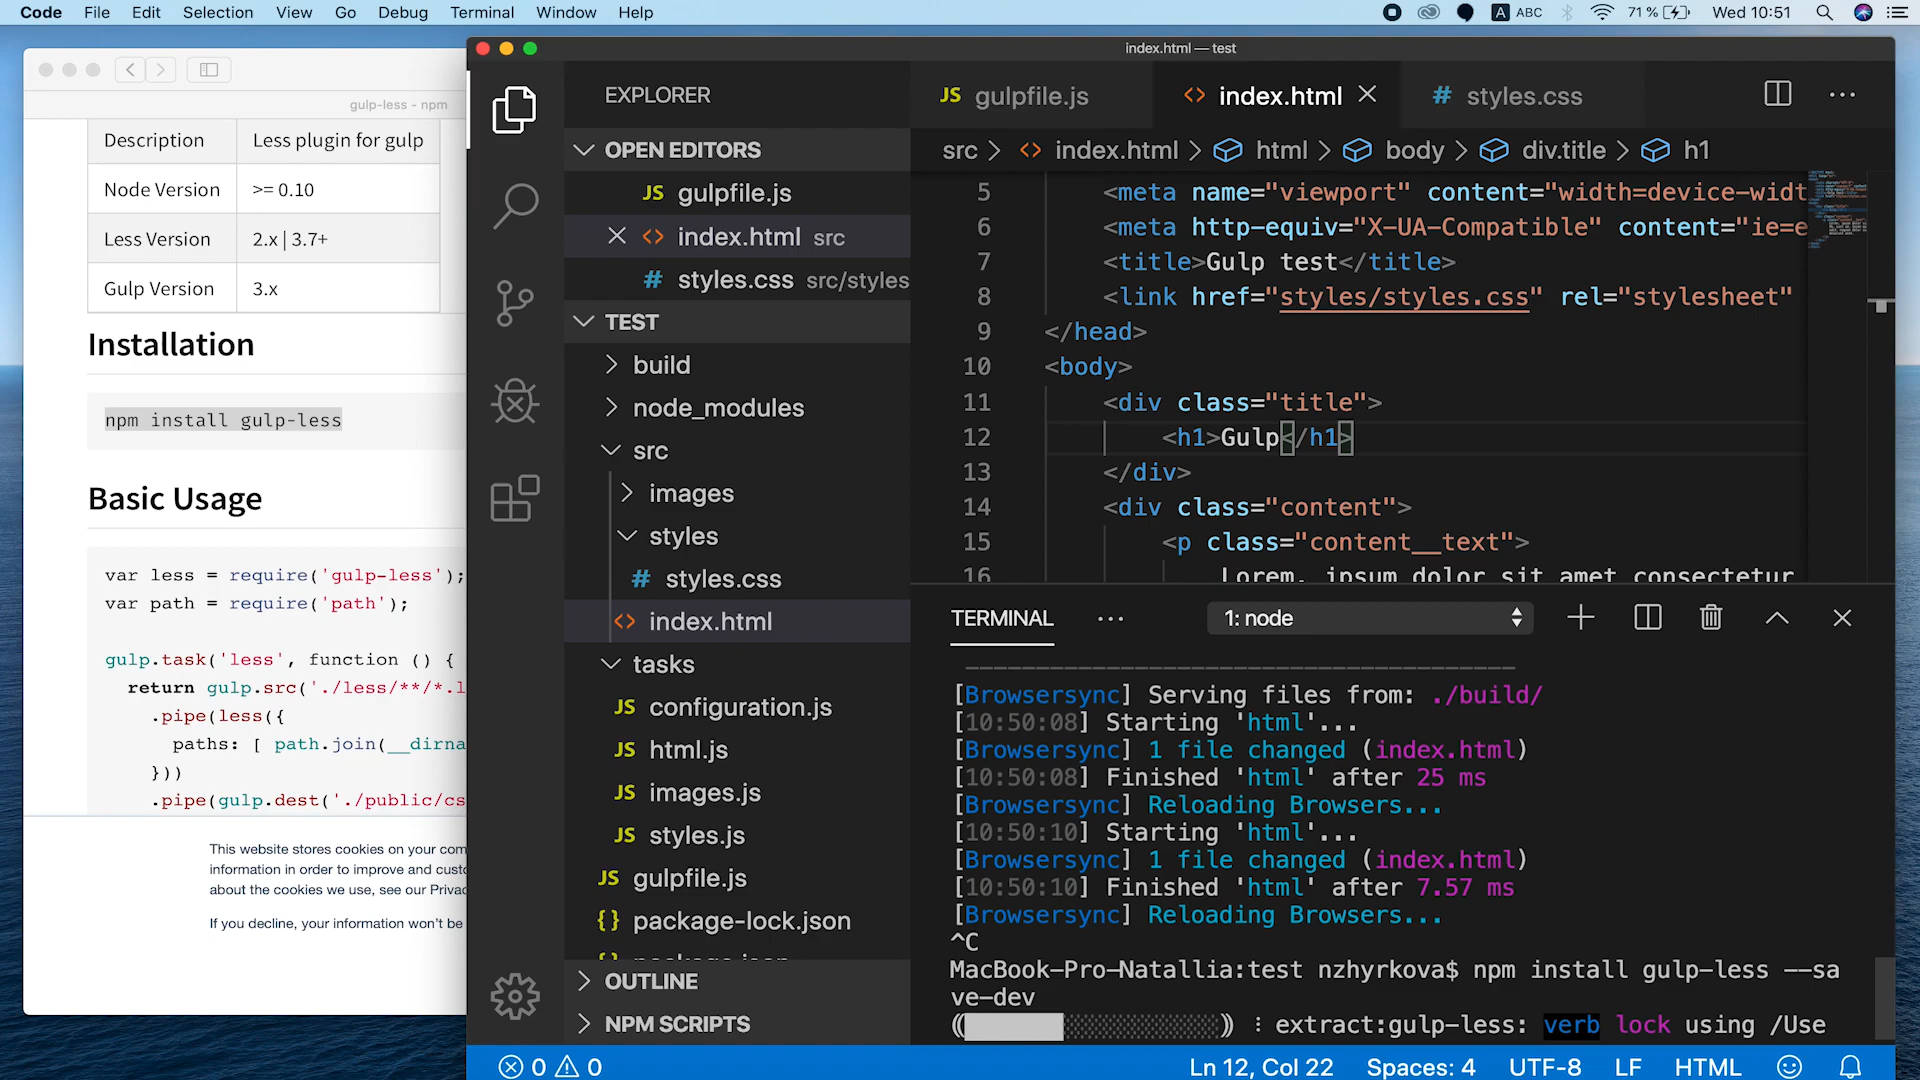 Code File Edit Selection View Go Debug Terminal Window Help
A ABC 71 % Wed 10:51
gulp-less - npm
Description Less plugin for gulp
Node Version >= 0.10
Less Version 2.x | 3.7+
Gulp Version 3.x
Installation
npm install gulp-less
Basic Usage
var less = require('gulp-less');
var path = require('path');
gulp.task('less', function () {
return gulp.src('./less/**/*.l
.pipe(less({
paths: [ path.join(__dirna
}))
.pipe(gulp.dest('./public/cs
This website stores cookies on your com
information in order to improve and custo
about the cookies we use, see our Privac
If you decline, your information won't be
index.html — test
EXPLORER
OPEN EDITORS
JS gulpfile.js
<> index.html src
# styles.css src/styles
TEST
build
node_modules
src
images
styles
# styles.css
<> index.html
tasks
JS configuration.js
JS html.js
JS images.js
JS styles.js
JS gulpfile.js
{} package-lock.json
OUTLINE
NPM SCRIPTS
JS gulpfile.js <> index.html # styles.css
src > <> index.html > html > body > div.title > h1
5 <meta name="viewport" content="width=device-widt
6 <meta http-equiv="X-UA-Compatible" content="ie=e
7 <title>Gulp test</title>
8 <link href="styles/styles.css" rel="stylesheet"
9 </head>
10 <body>
11 <div class="title">
12 <h1>Gulp</h1>
13 </div>
14 <div class="content">
15 <p class="content__text">
16 Lorem, ipsum dolor sit amet consectetur
TERMINAL ... 1: node
[Browsersync] Serving files from: ./build/
[10:50:08] Starting 'html'...
[Browsersync] 1 file changed (index.html)
[10:50:08] Finished 'html' after 25 ms
[Browsersync] Reloading Browsers...
[10:50:10] Starting 'html'...
[Browsersync] 1 file changed (index.html)
[10:50:10] Finished 'html' after 7.57 ms
[Browsersync] Reloading Browsers...
^C
MacBook-Pro-Natallia:test nzhyrkova$ npm install gulp-less --sa
ve-dev
extract:gulp-less: verb lock using /Use
0 0 Ln 12, Col 22 Spaces: 4 UTF-8 LF HTML